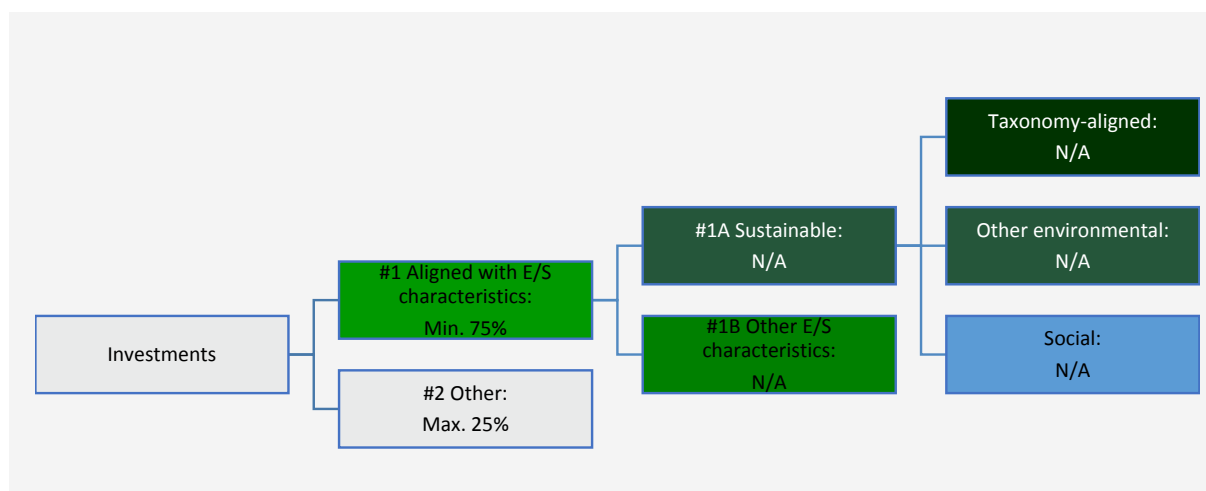 Investments
#1 Aligned with E/S
characteristics:
Min. 75%
#2 Other:
Max. 25%
#1A Sustainable:
N/A
#1B Other E/S
characteristics:
N/A
Taxonomy-aligned:
N/A
Other environmental:
N/A
Social:
N/A